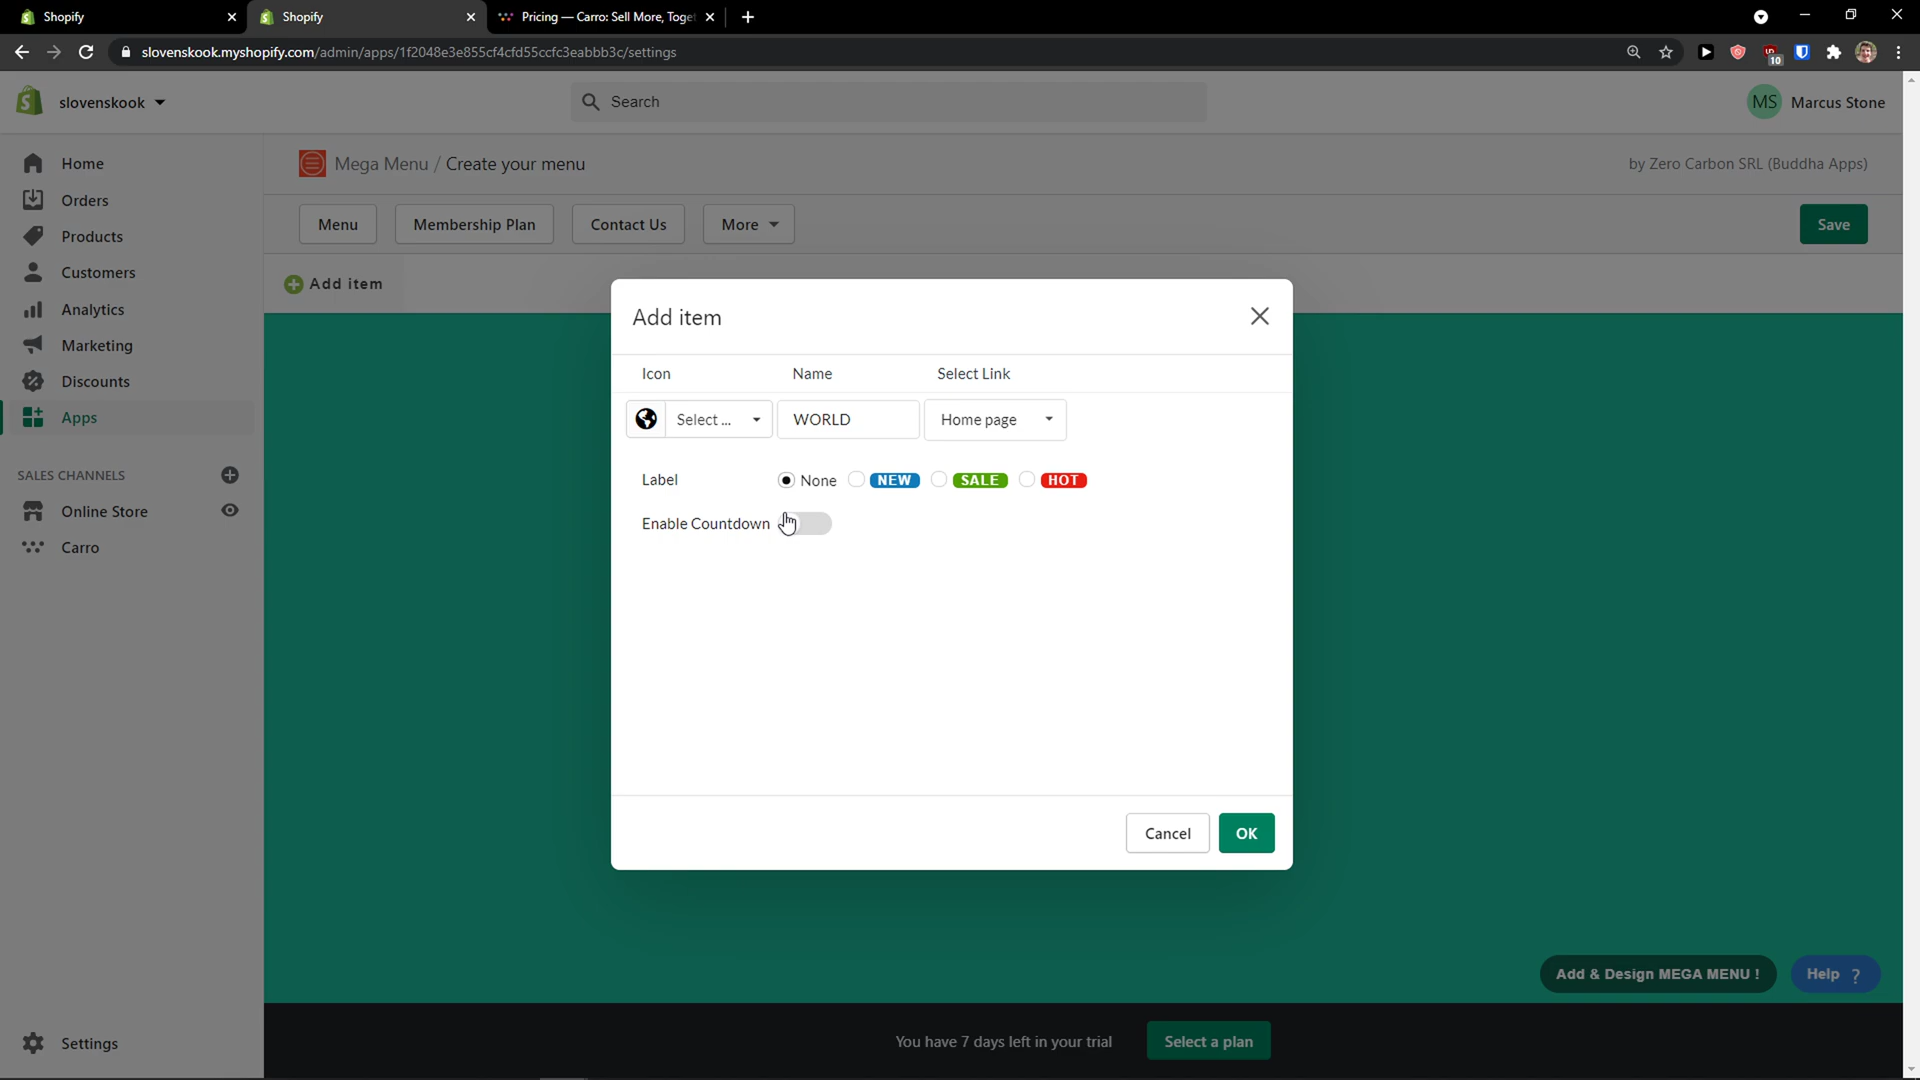 Shopify
Shopify
Pricing — Carro: Sell More, Toge
slovenskook.myshopify.com/admin/apps/1f2048e3e855cf4cfd55ccfc3eabbb3c/settings
10
slovenskook
Search
MS Marcus Stone
Home
Orders
Products
Customers
Analytics
Marketing
Discounts
Apps
SALES CHANNELS
Online Store
Carro
Settings
Mega Menu / Create your menu
by Zero Carbon SRL (Buddha Apps)
Menu
Membership Plan
Contact Us
More
Save
Add item
Add item
Icon Name Select Link
Select ... WORLD Home page
Label None NEW SALE HOT
Enable Countdown
Cancel OK
Add & Design MEGA MENU !
Help ?
You have 7 days left in your trial
Select a plan